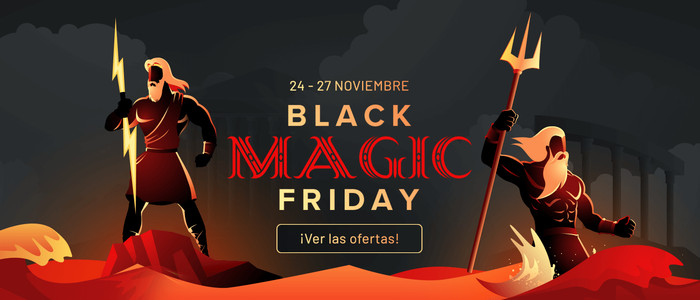 24 - 27 NOVIEMBRE
BLACK
MAGIC
FRIDAY
¡Ver las ofertas!